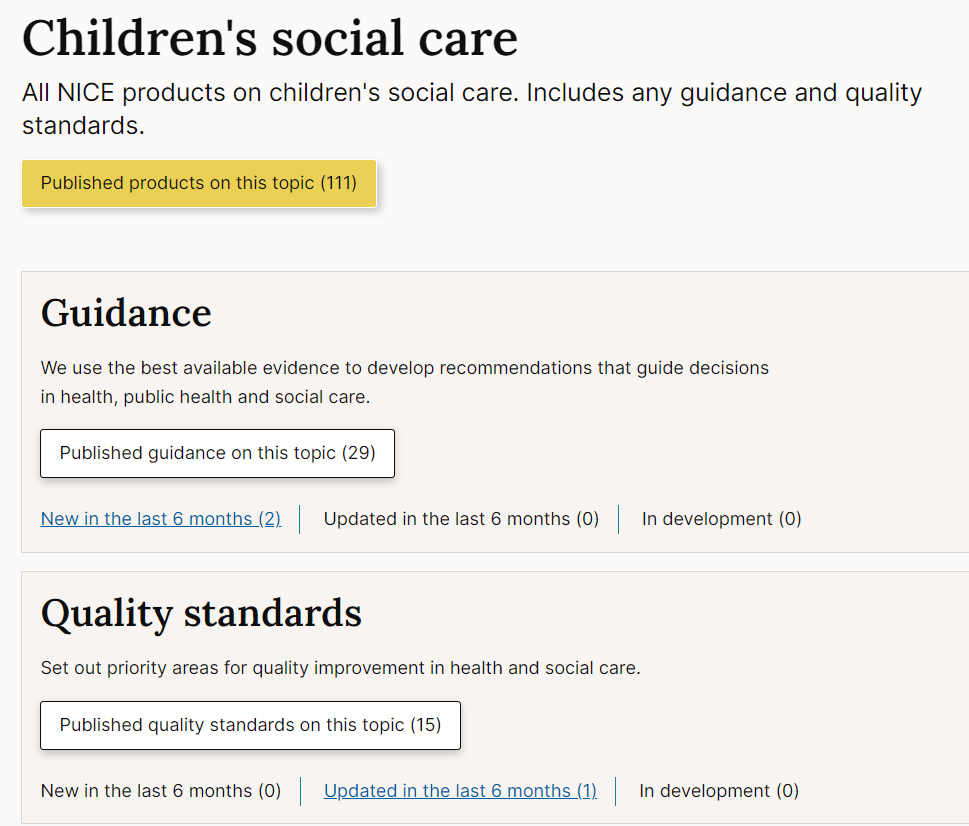 Children's social care
All NICE products on children's social care. Includes any guidance and quality
standards.
Published products on this topic (111)
Guidance
We use the best available evidence to develop recommendations that guide decisions
in health, public health and social care.
Published guidance on this topic (29)
New in the last 6 months (2) Updated in the last 6 months (0) In development (0)
Quality standards
Set out priority areas for quality improvement in health and social care.
Published quality standards on this topic (15)
New in the last 6 months (0) Updated in the last 6 months (1) In development (0)